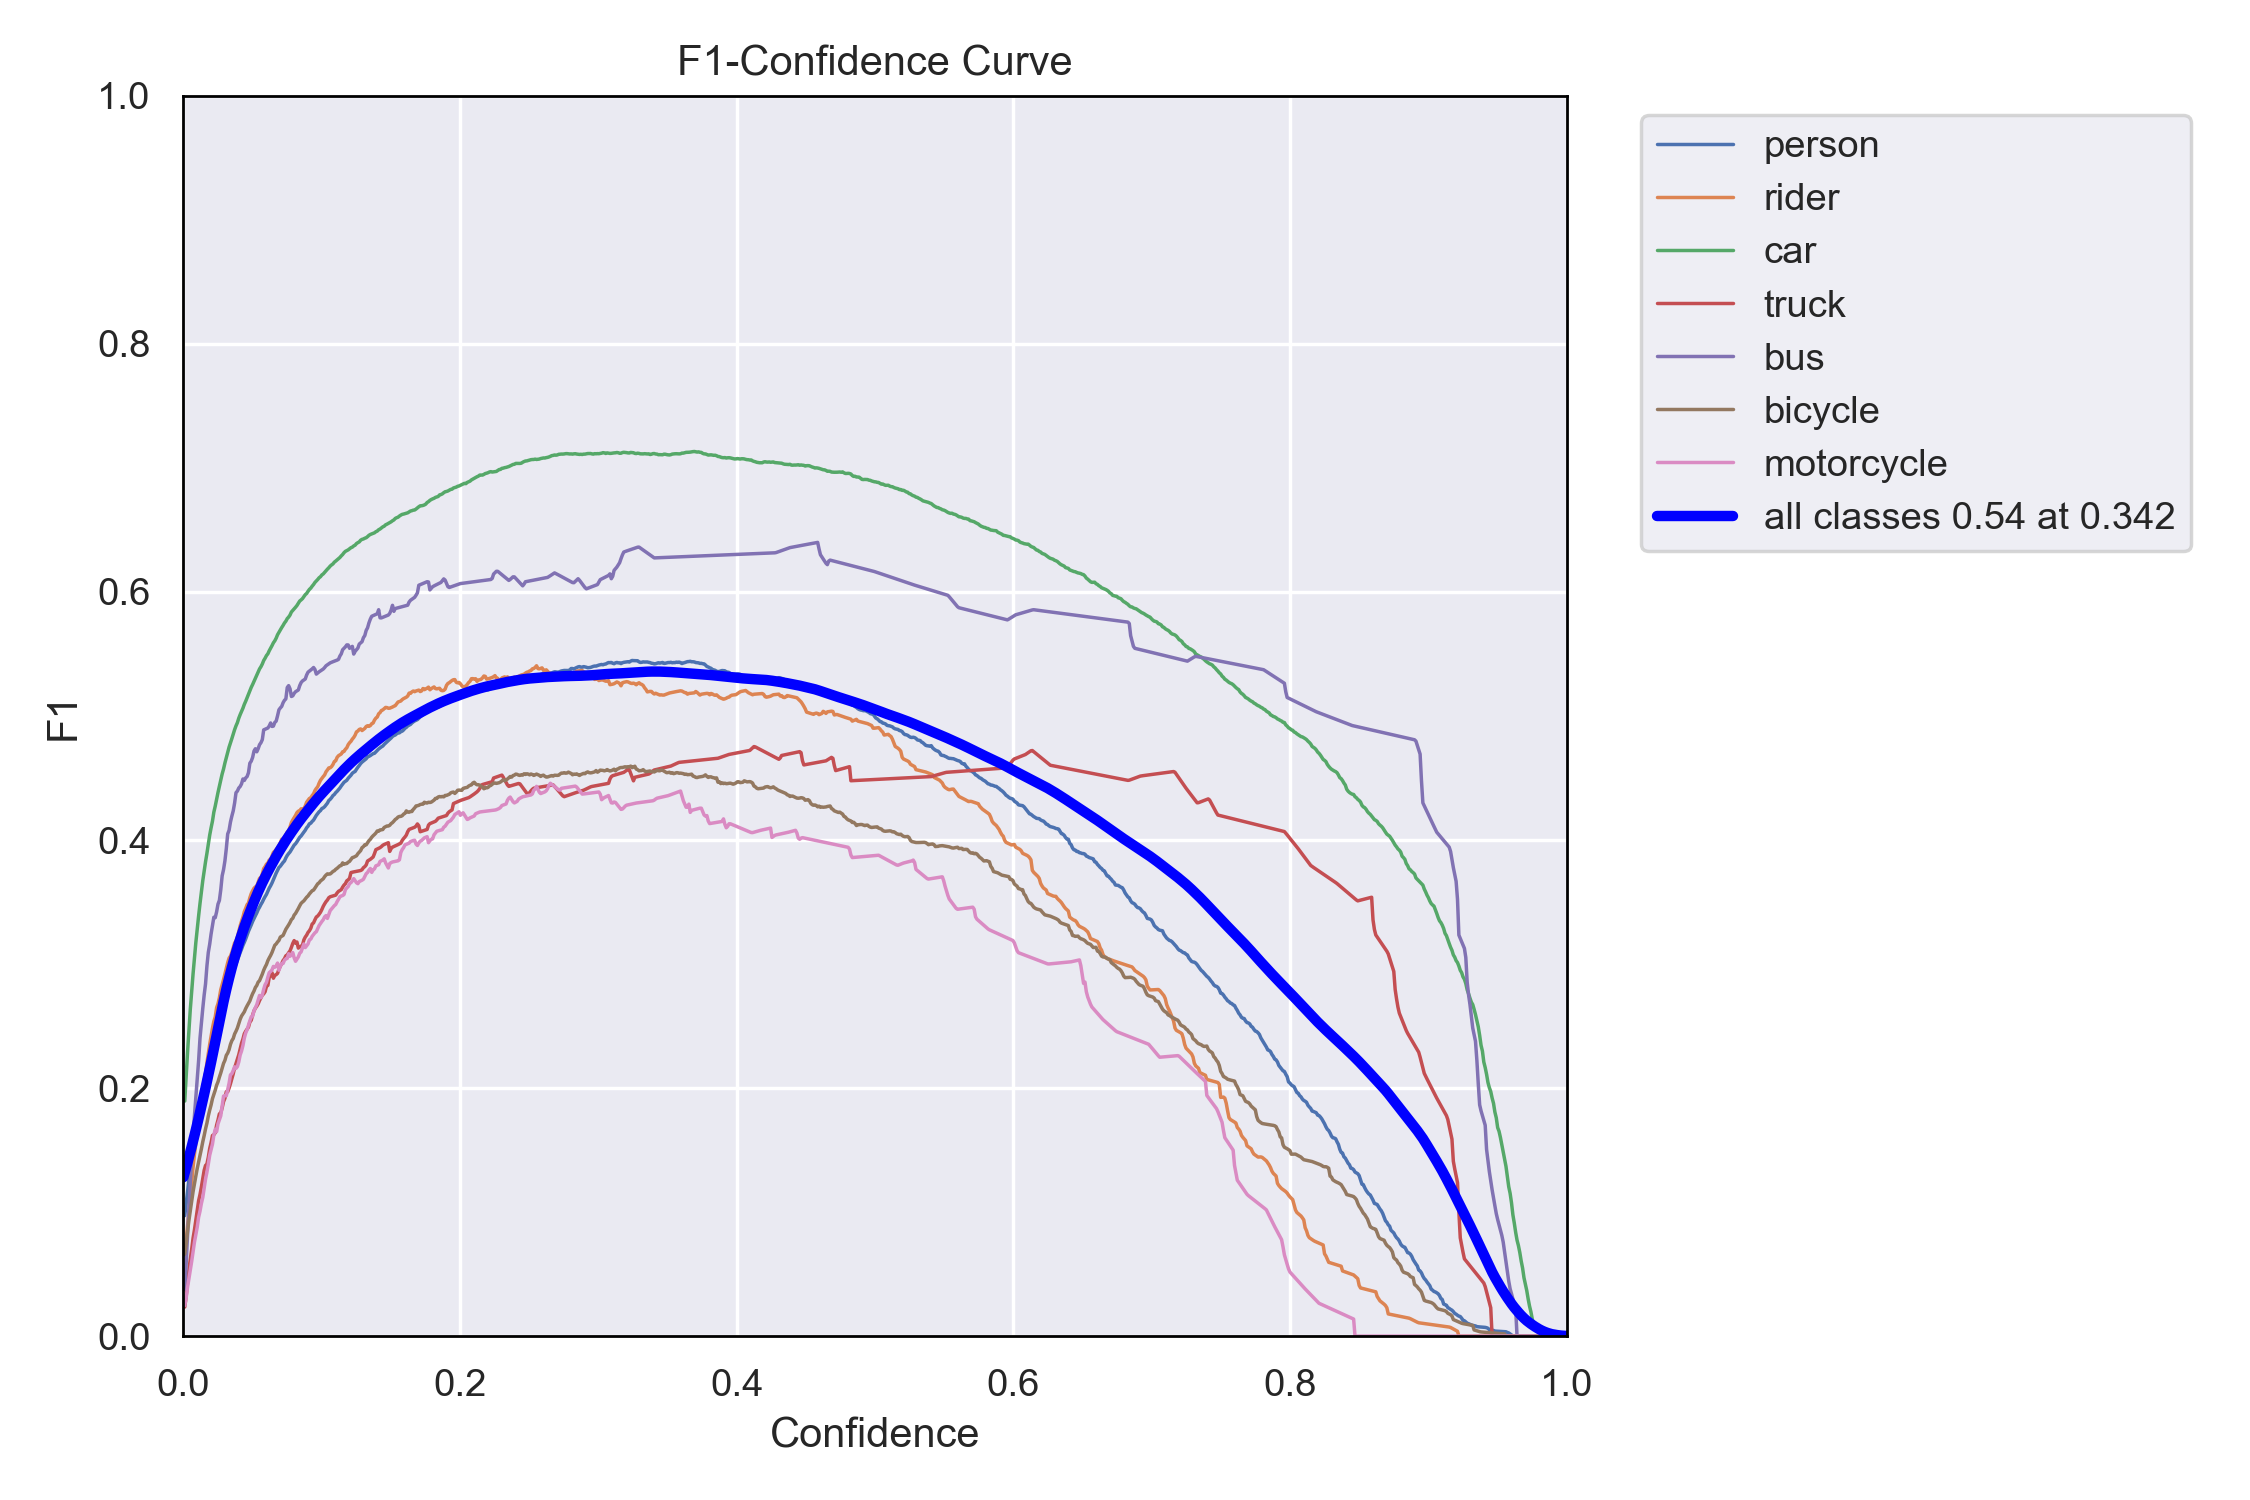 F1-Confidence Curve
1.0
0.8
0.6
0.4
0.2
0.0
F1
0.0 0.2 0.4 0.6 0.8 1.0
Confidence
person
rider
car
truck
bus
bicycle
motorcycle
all classes 0.54 at 0.342